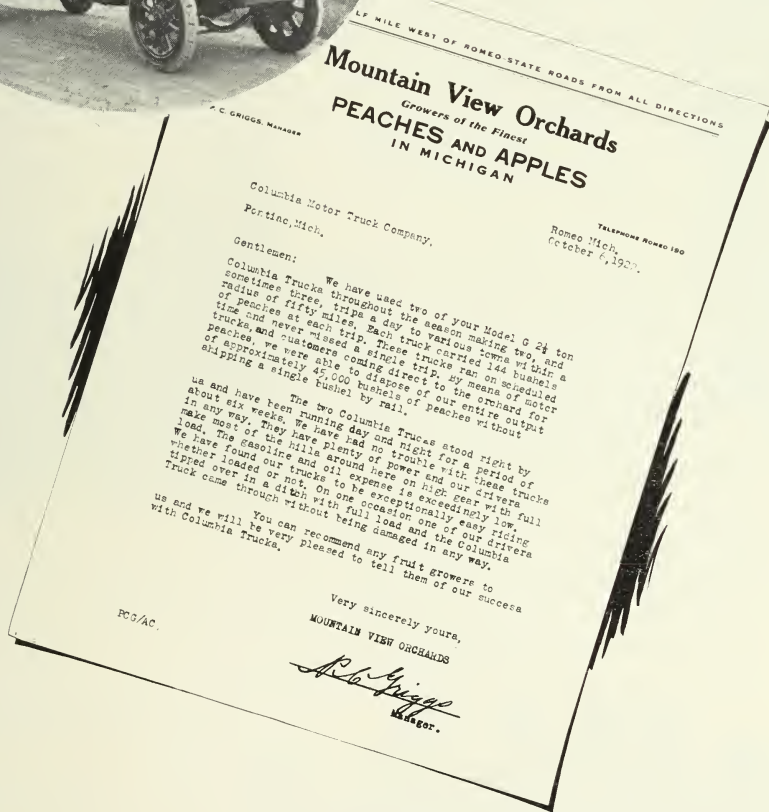 LF MILE WEST OF ROMEO-STATE ROADS FROM ALL DIRECTIONS
Mountain View Orchards
Growers of the Finest
PEACHES AND APPLES
IN MICHIGAN
C. GRIGGS, MANAGER
TELEPHONE ROMEO 190
Romeo Mich.
October 6,192
Columbia Motor Truck Company,
Pontiac,Mich.
Gentlemen:
We have used two of your Model G 2½ ton
Columbia Trucks throughout the season making two, and
sometimes three, trips a day to various towns within a
radius of fifty miles. Each truck carried 144 bushels
of peaches at each trip. These trucks ran on scheduled
time and never missed a single trip. By means of motor
trucks,and customers coming direct to the orchard for
peaches, we were able to dispose of our entire output
of approximately 45,000 bushels of peaches without
shipping a single bushel by rail.
The two Columbia Trucks stood right by
us and have been running day and night for a period of
about six weeks. We have had no trouble with these trucks
in any way. They have plenty of power and our drivers
make most of the hills around here on high gear with full
load. The gasoline and oil expense is exceedingly low.
We have found our trucks to be exceptionally easy riding
whether loaded or not. On one occasion one of our drivers
tipped over in a ditch with full load and the Columbia
Truck came through without being damaged in any way.
You can recommend any fruit growers to
us and we will be very pleased to tell them of our success
with Columbia Trucks.
Very sincerely yours,
MOUNTAIN VIEW ORCHARDS
P C Griggs
Manager.
PCG/AC.